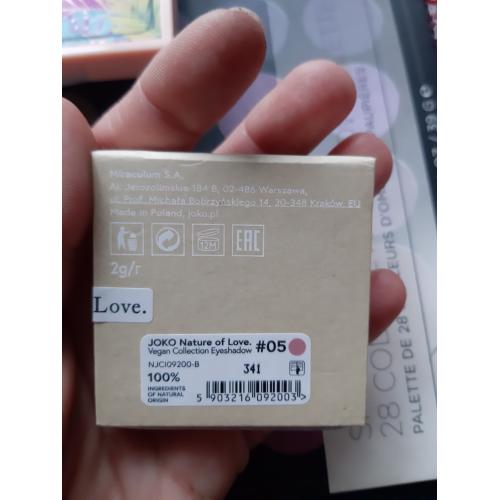 Miraculum S.A.
Al. Jerozolimskie 184 B, 02-486 Warszawa,
ul. Prof. Michała Bobrzyńskiego 14, 30-348 Kraków, EU
Made in Poland, joko.pl
12M
EAC
2g/г
Love.
JOKO Nature of Love. #05
Vegan Collection Eyeshadow
NJCI09200-B
341
100%
INGREDIENTS
OF NATURAL
ORIGIN
5 903216 092003 >
28 COL
PALETTE DE 28